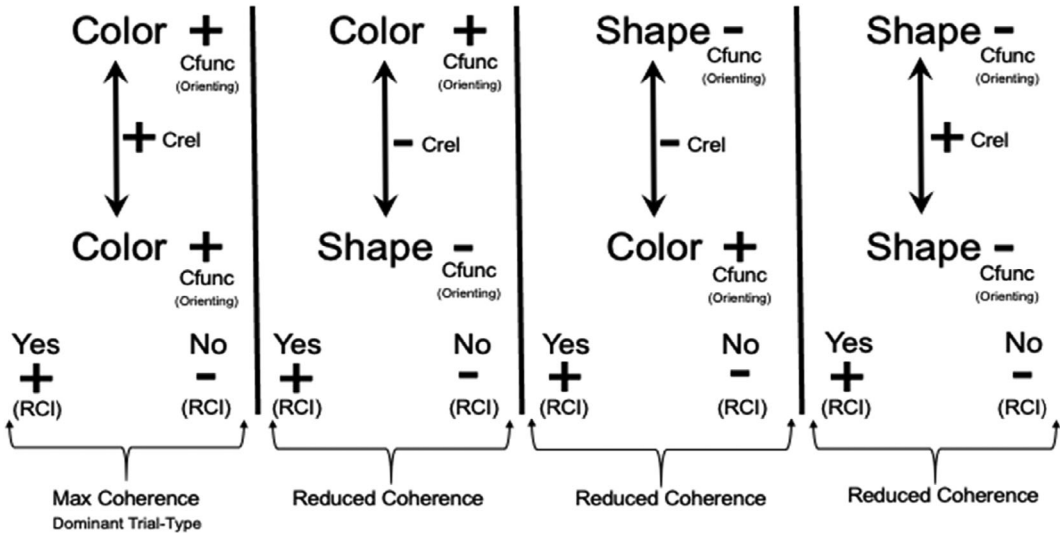 Color +
Cfunc
(Orienting)
+ Crel
Color +
Cfunc
(Orienting)
Yes No
+ -
(RCI) (RCI)
Max Coherence
Dominant Trial-Type
Color +
Cfunc
(Orienting)
- Crel
Shape -
Cfunc
(Orienting)
Yes No
+ -
(RCI) (RCI)
Reduced Coherence
Shape -
Cfunc
(Orienting)
- Crel
Color +
Cfunc
(Orienting)
Yes No
+ -
(RCI) (RCI)
Reduced Coherence
Shape -
Cfunc
(Orienting)
+ Crel
Shape -
Cfunc
(Orienting)
Yes No
+ -
(RCI) (RCI)
Reduced Coherence